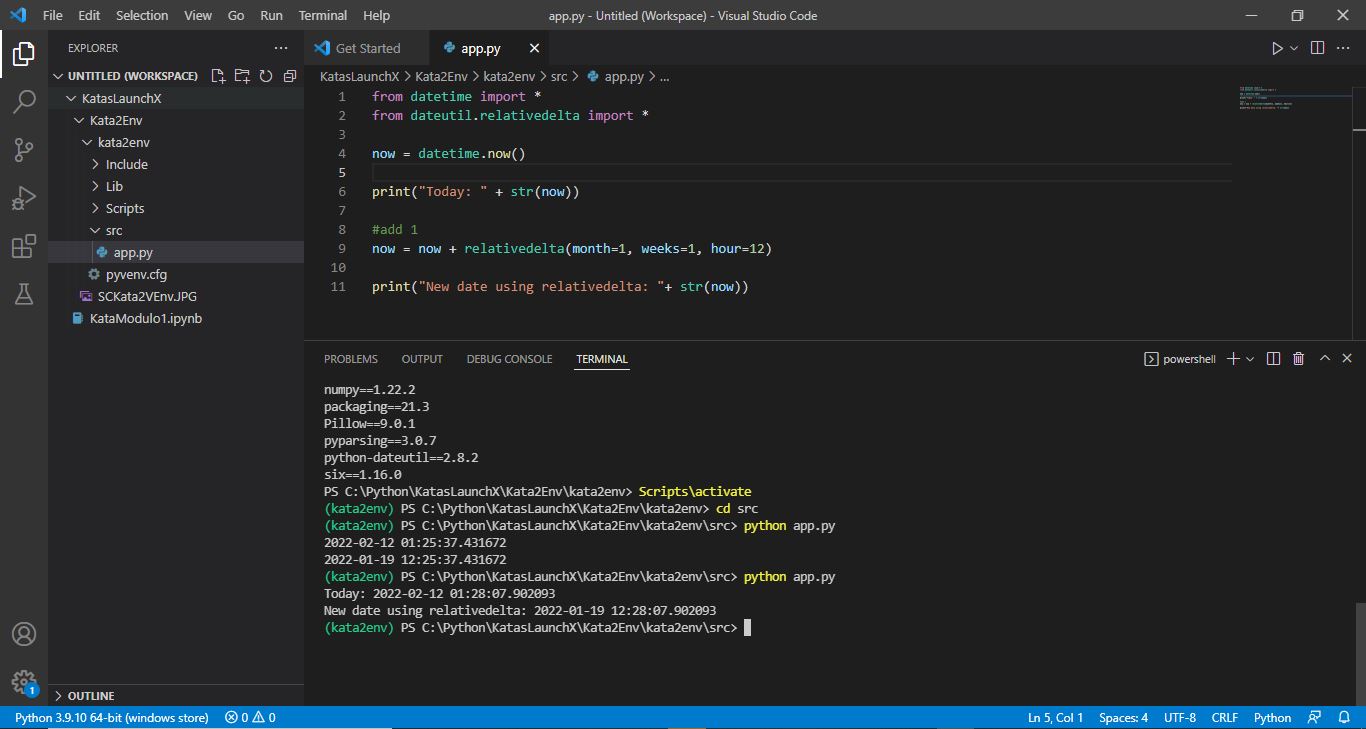 File Edit Selection View Go Run Terminal Help app.py - Untitled (Workspace) - Visual Studio Code
EXPLORER
UNTITLED (WORKSPACE)
KatasLaunchX
Kata2Env
kata2env
Include
Lib
Scripts
src
app.py
pyvenv.cfg
SCKata2VEnv.JPG
KataModulo1.ipynb
OUTLINE
1
Get Started app.py
KatasLaunchX > Kata2Env > kata2env > src > app.py > ...
1 from datetime import *
2 from dateutil.relativedelta import *
3
4 now = datetime.now()
5
6 print("Today: " + str(now))
7
8 #add 1
9 now = now + relativedelta(month=1, weeks=1, hour=12)
10
11 print("New date using relativedelta: "+ str(now))
PROBLEMS OUTPUT DEBUG CONSOLE TERMINAL powershell
numpy==1.22.2
packaging==21.3
Pillow==9.0.1
pyparsing==3.0.7
python-dateutil==2.8.2
six==1.16.0
PS C:\Python\KatasLaunchX\Kata2Env\kata2env> Scripts\activate
(kata2env) PS C:\Python\KatasLaunchX\Kata2Env\kata2env> cd src
(kata2env) PS C:\Python\KatasLaunchX\Kata2Env\kata2env\src> python app.py
2022-02-12 01:25:37.431672
2022-01-19 12:25:37.431672
(kata2env) PS C:\Python\KatasLaunchX\Kata2Env\kata2env\src> python app.py
Today: 2022-02-12 01:28:07.902093
New date using relativedelta: 2022-01-19 12:28:07.902093
(kata2env) PS C:\Python\KatasLaunchX\Kata2Env\kata2env\src>
Python 3.9.10 64-bit (windows store) 0 0 Ln 5, Col 1 Spaces: 4 UTF-8 CRLF Python